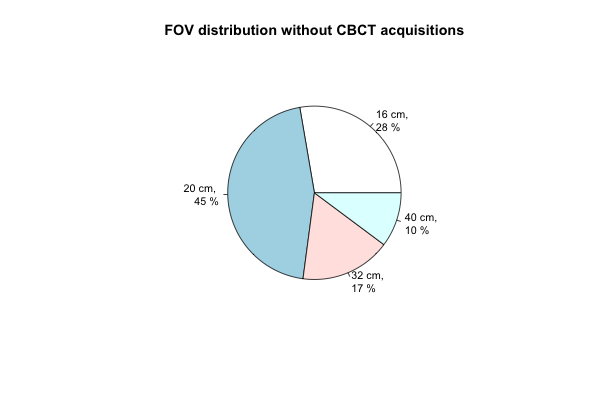 FOV distribution without CBCT acquisitions
16 cm,
28 %
20 cm,
45 %
40 cm,
10 %
32 cm,
17 %